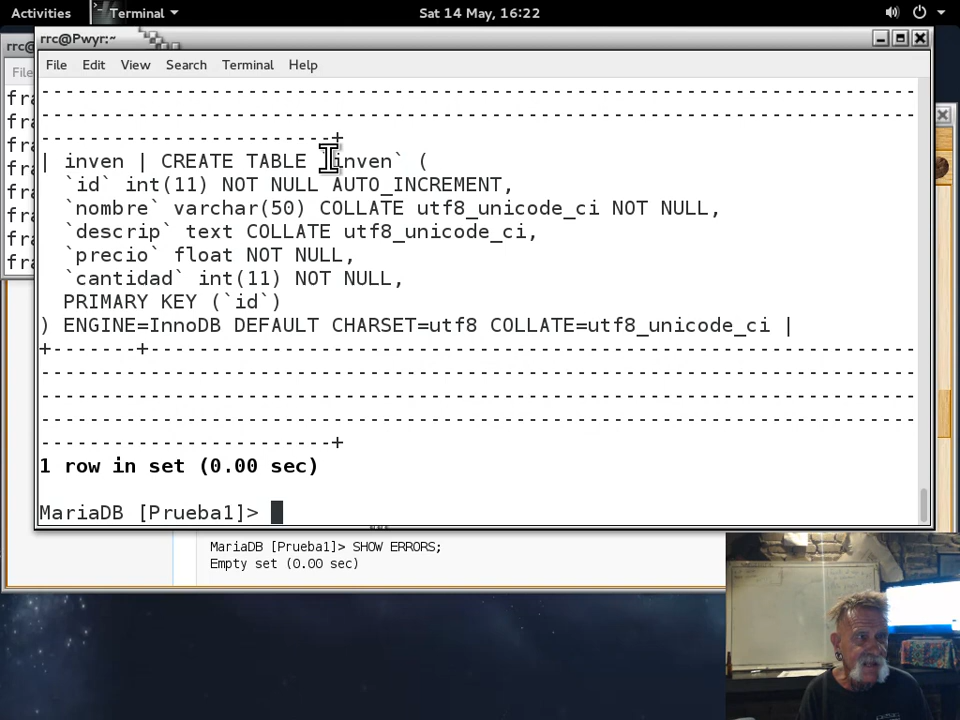 Activities Terminal Sat 14 May, 16:22
rrc@Pwyr:~
File Edit View Search Terminal Help
------------------------------------------------------------------------
------------------------------------------------------------------------
------------------------+
| inven | CREATE TABLE `inven` (
`id` int(11) NOT NULL AUTO_INCREMENT,
`nombre` varchar(50) COLLATE utf8_unicode_ci NOT NULL,
`descrip` text COLLATE utf8_unicode_ci,
`precio` float NOT NULL,
`cantidad` int(11) NOT NULL,
PRIMARY KEY (`id`)
) ENGINE=InnoDB DEFAULT CHARSET=utf8 COLLATE=utf8_unicode_ci |
+-------+---------------------------------------------------------------
------------------------------------------------------------------------
------------------------------------------------------------------------
------------------------------------------------------------------------
------------------------+
1 row in set (0.00 sec)
MariaDB [Prueba1]>
MariaDB [Prueba1]> SHOW ERRORS;
Empty set (0.00 sec)